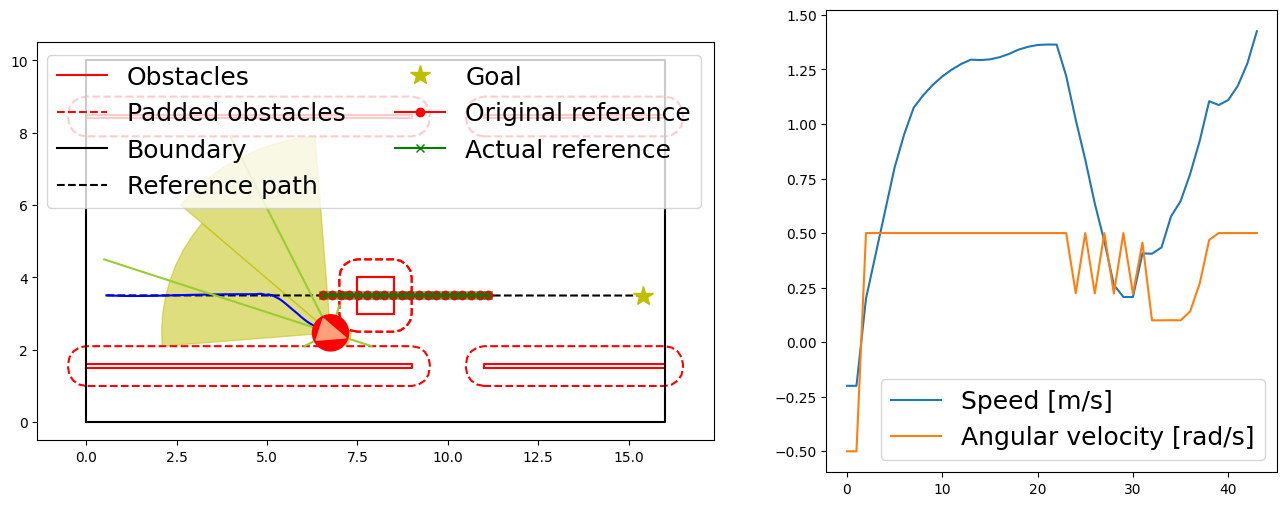 10
8
6
4
2
0
0.0 2.5 5.0 7.5 10.0 12.5 15.0
Obstacles
Padded obstacles
Boundary
Reference path
Goal
Original reference
Actual reference
1.50
1.25
1.00
0.75
0.50
0.25
0.00
−0.25
−0.50
0 10 20 30 40
Speed [m/s]
Angular velocity [rad/s]